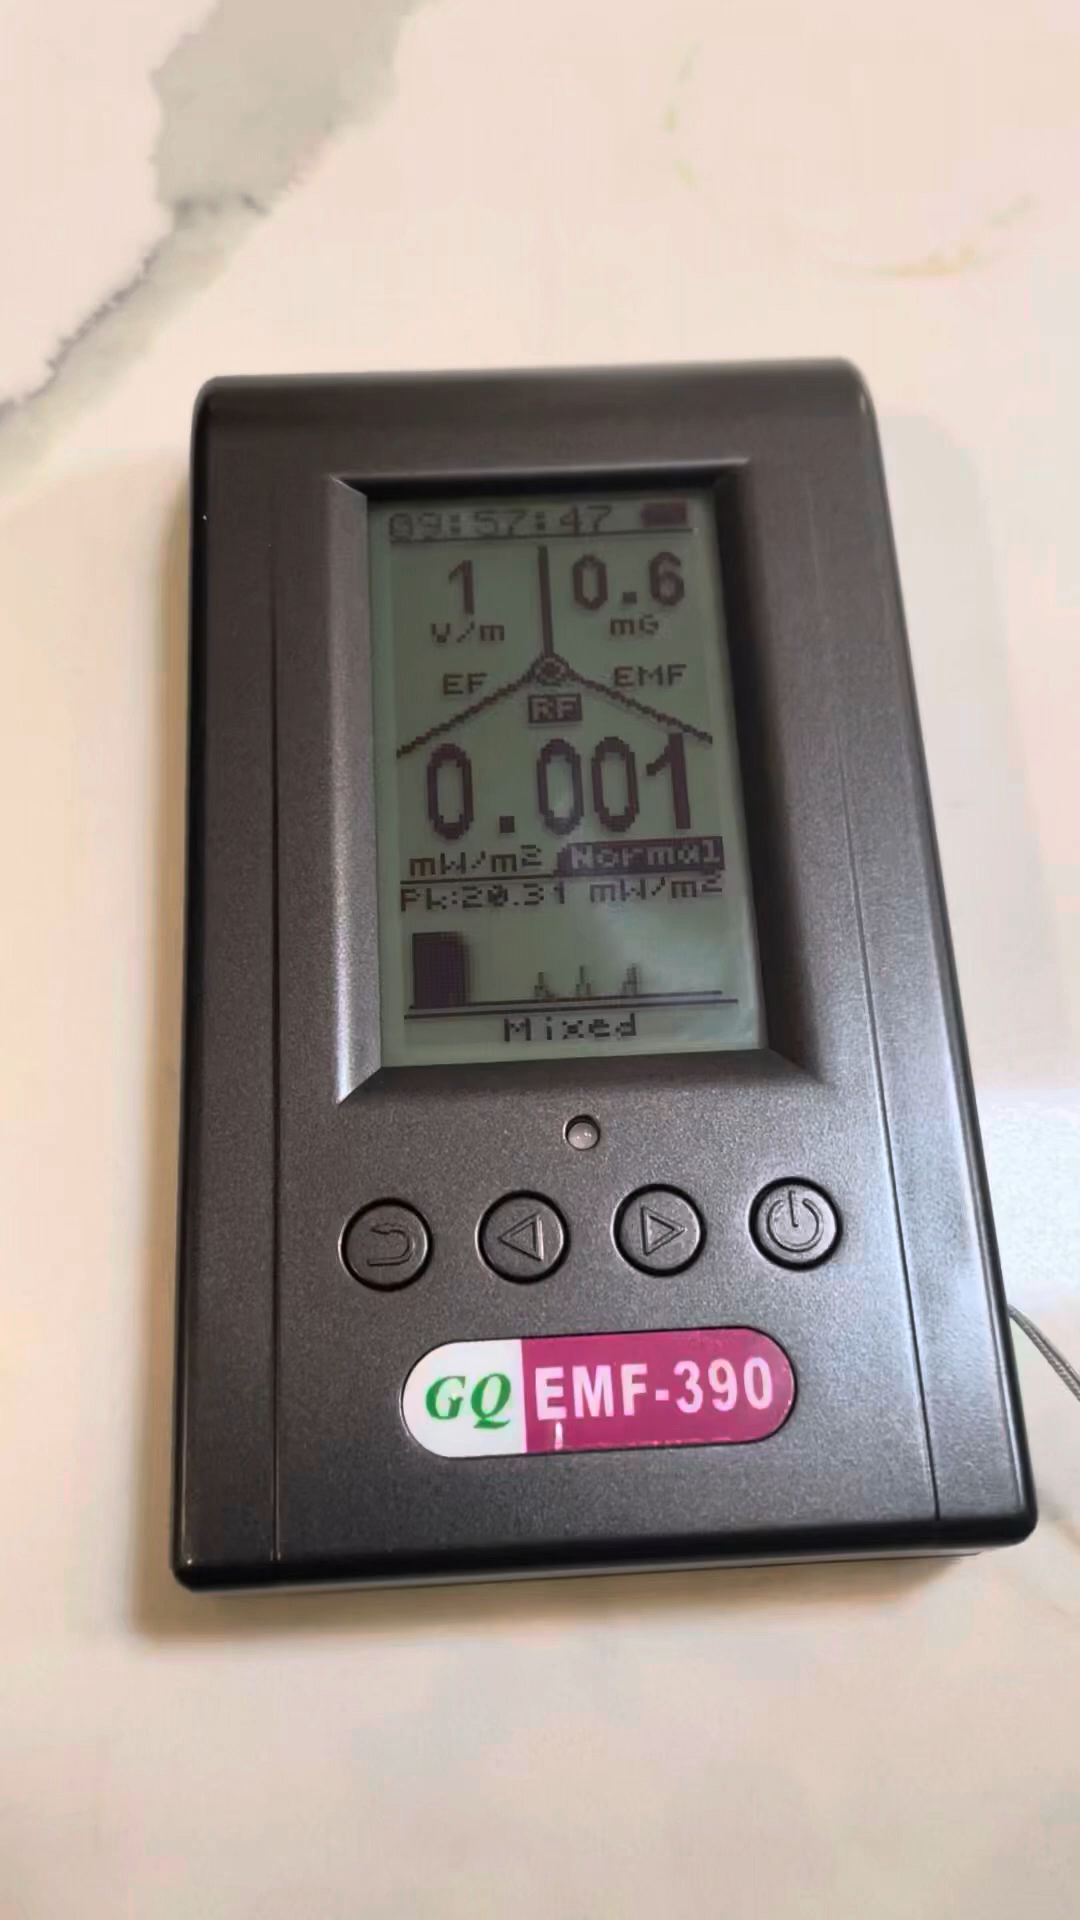 09:57:47
1 0.6
V/m mG
EF EMF
RF
0.001
mW/m2 Normal
Pk:20.31 mW/m2
Mixed
GQ EMF-390